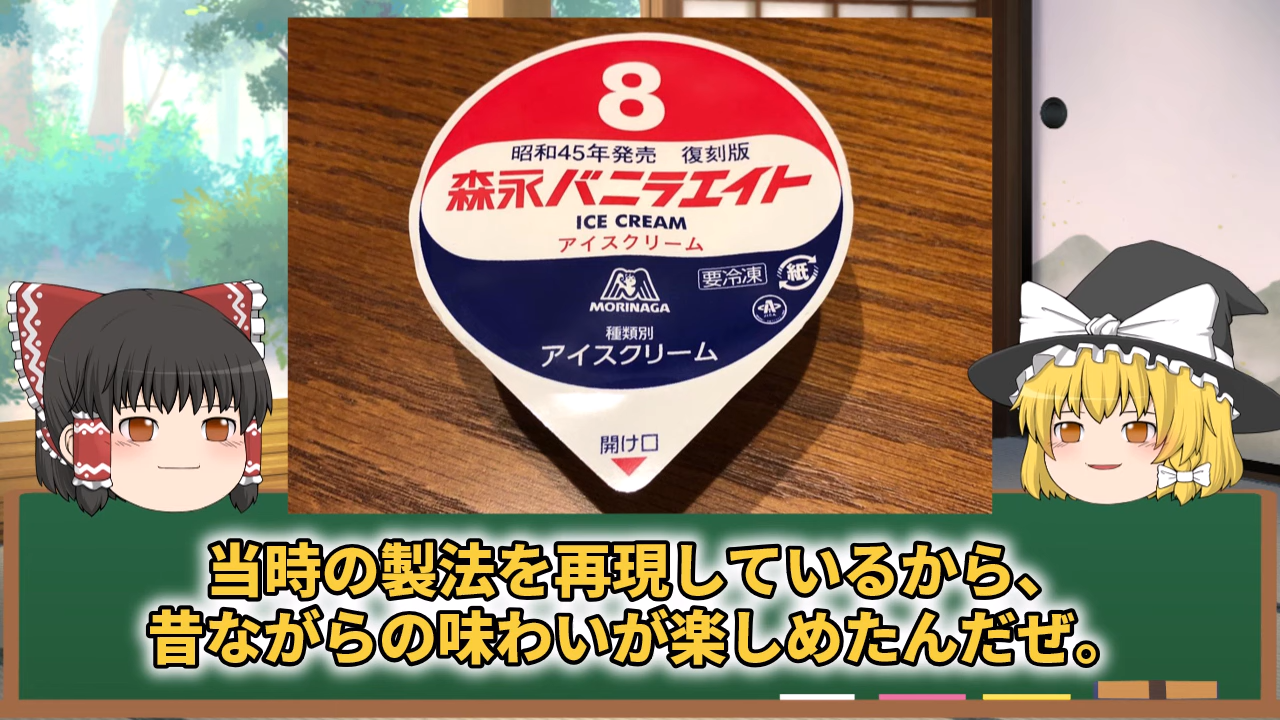 8
昭和45年発売 復刻版
森永バニラエイト
ICE CREAM
アイスクリーム
要冷凍
紙
MORINAGA
種類別
アイスクリーム
開け口
当時の製法を再現しているから、
昔ながらの味わいが楽しめたんだぜ。